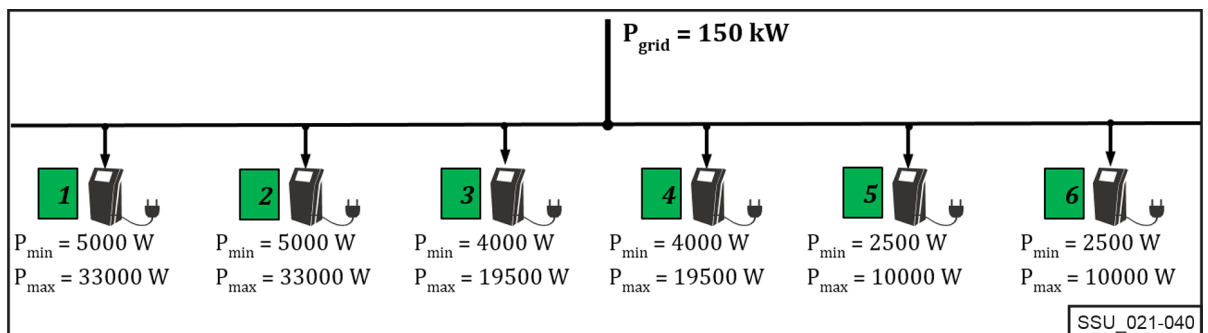 P_grid = 150 kW
1 2 3 4 5 6
P_min = 5000 W P_min = 5000 W P_min = 4000 W P_min = 4000 W P_min = 2500 W P_min = 2500 W
P_max = 33000 W P_max = 33000 W P_max = 19500 W P_max = 19500 W P_max = 10000 W P_max = 10000 W
SSU_021-040